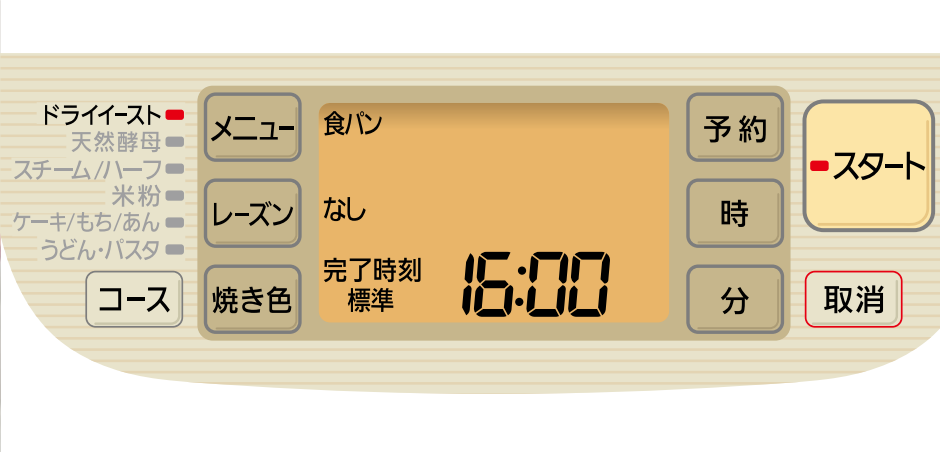 ドライイースト
天然酵母
スチーム/ハーフ
米粉
ケーキ/もち/あん
うどん・パスタ
コース
メニュー
レーズン
焼き色
食パン
なし
完了時刻 16:00
標準
予約
時
分
スタート
取消